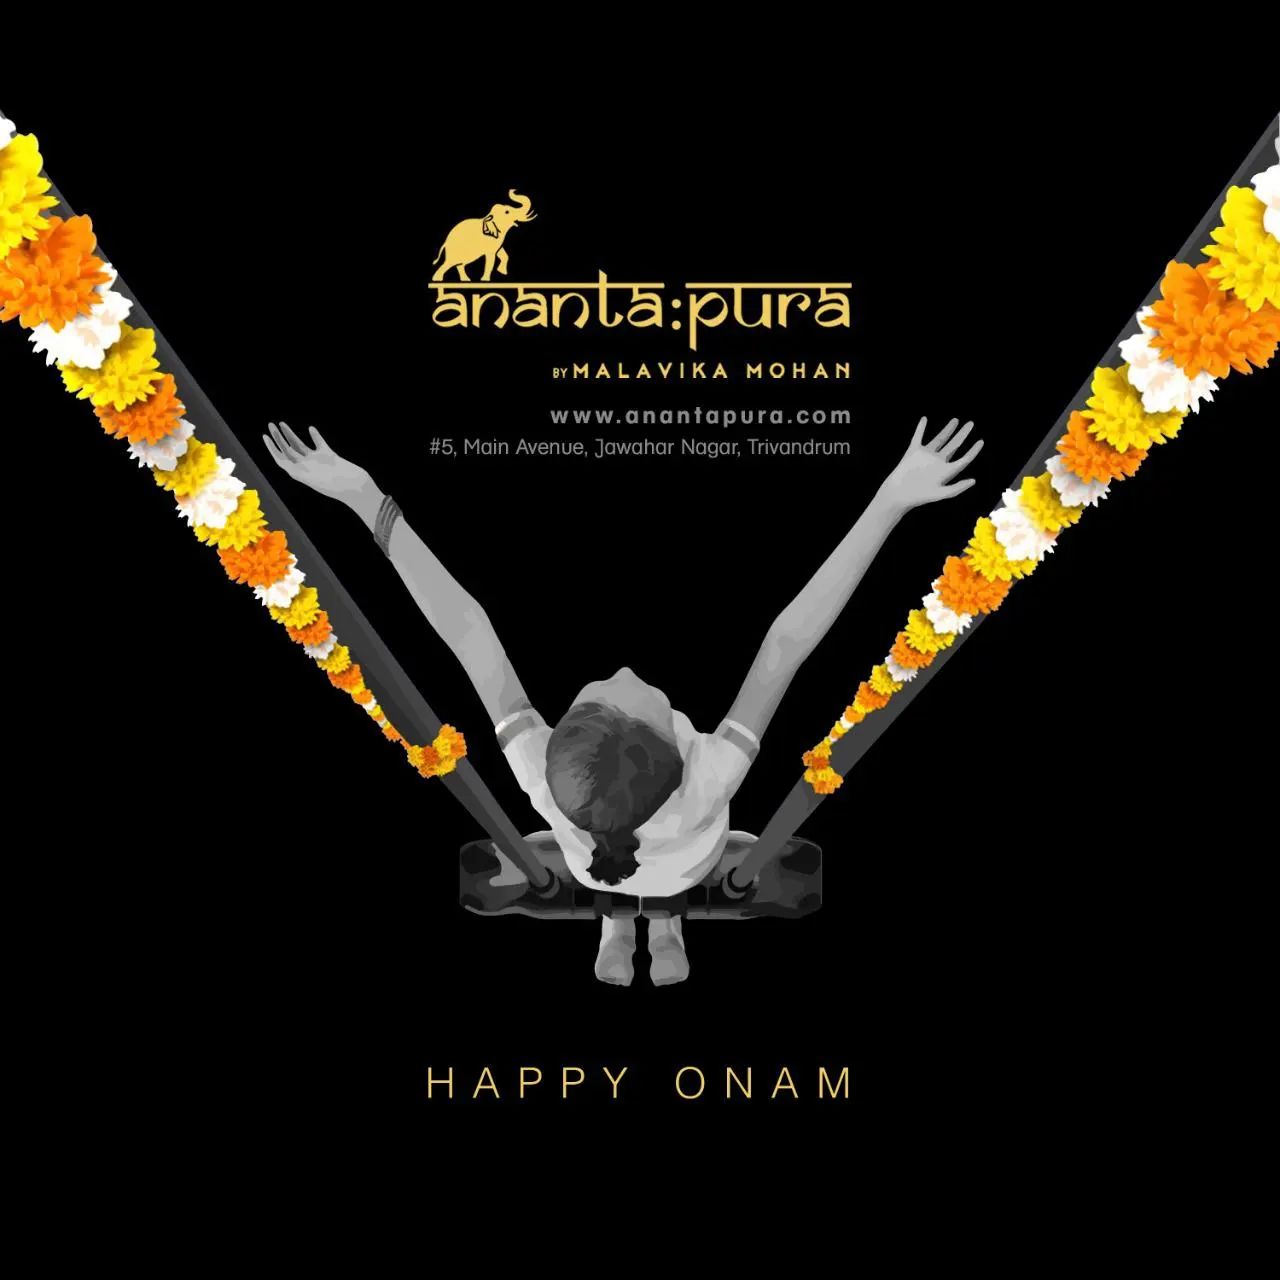 ananta:pura
BY MALAVIKA MOHAN
www.anantapura.com
#5, Main Avenue, Jawahar Nagar, Trivandrum
HAPPY ONAM